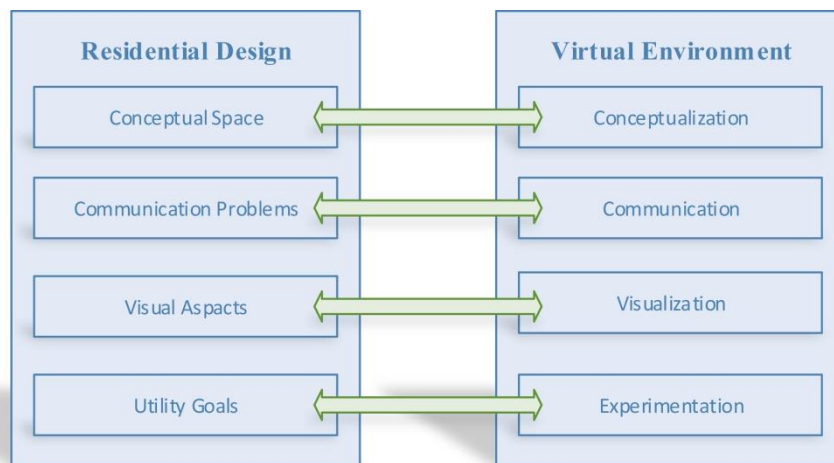 Residential Design
Conceptual Space
Communication Problems
Visual Aspacts
Utility Goals
Virtual Environment
Conceptualization
Communication
Visualization
Experimentation